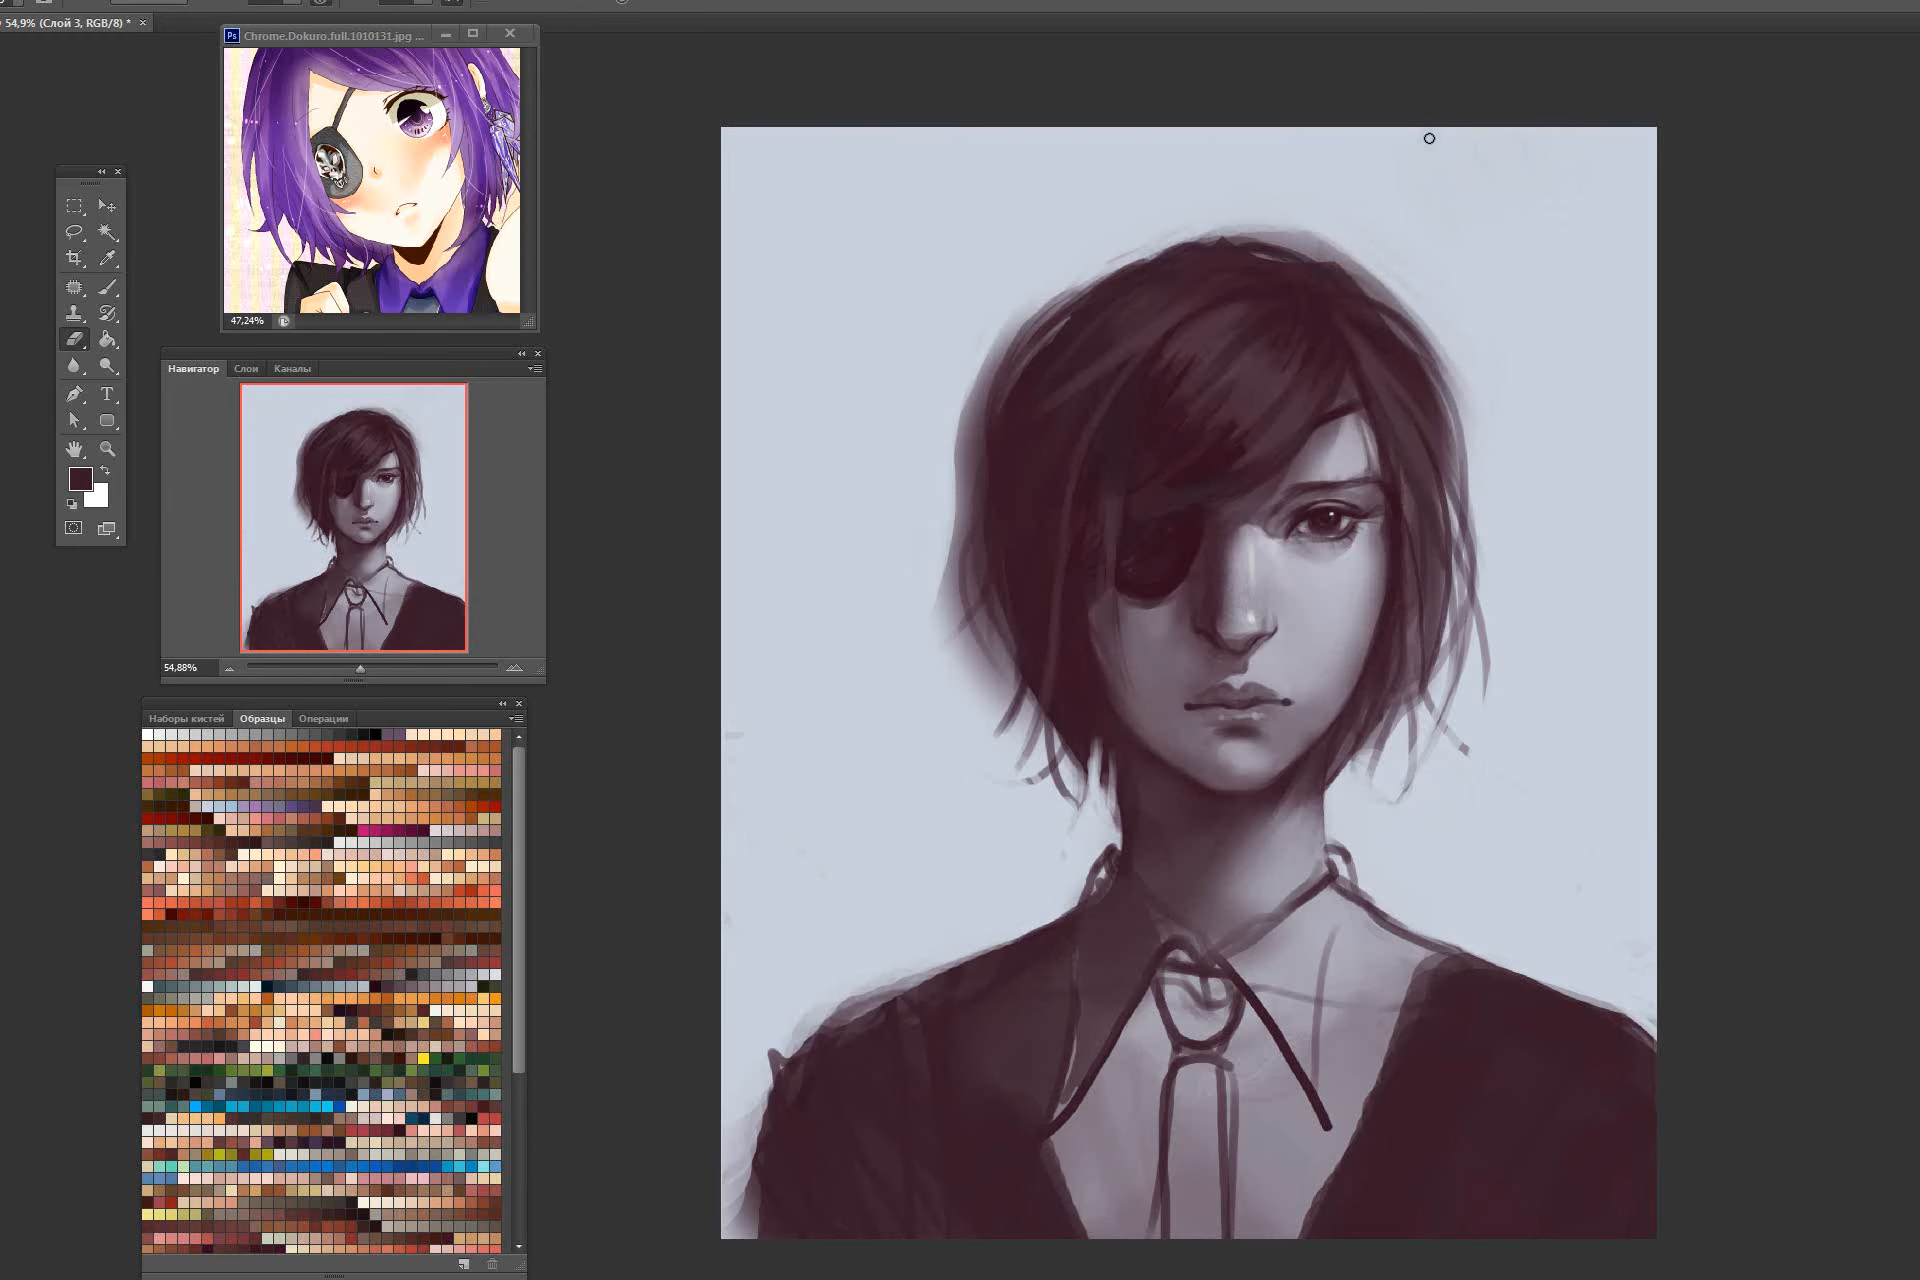 54,9% (Слой 3, RGB/8) *
Ps Chrome.Dokuro.full.1010131.jpg ...
47,24%
Навигатор Слои Каналы
54,88%
Наборы кистей Образцы Операции
T